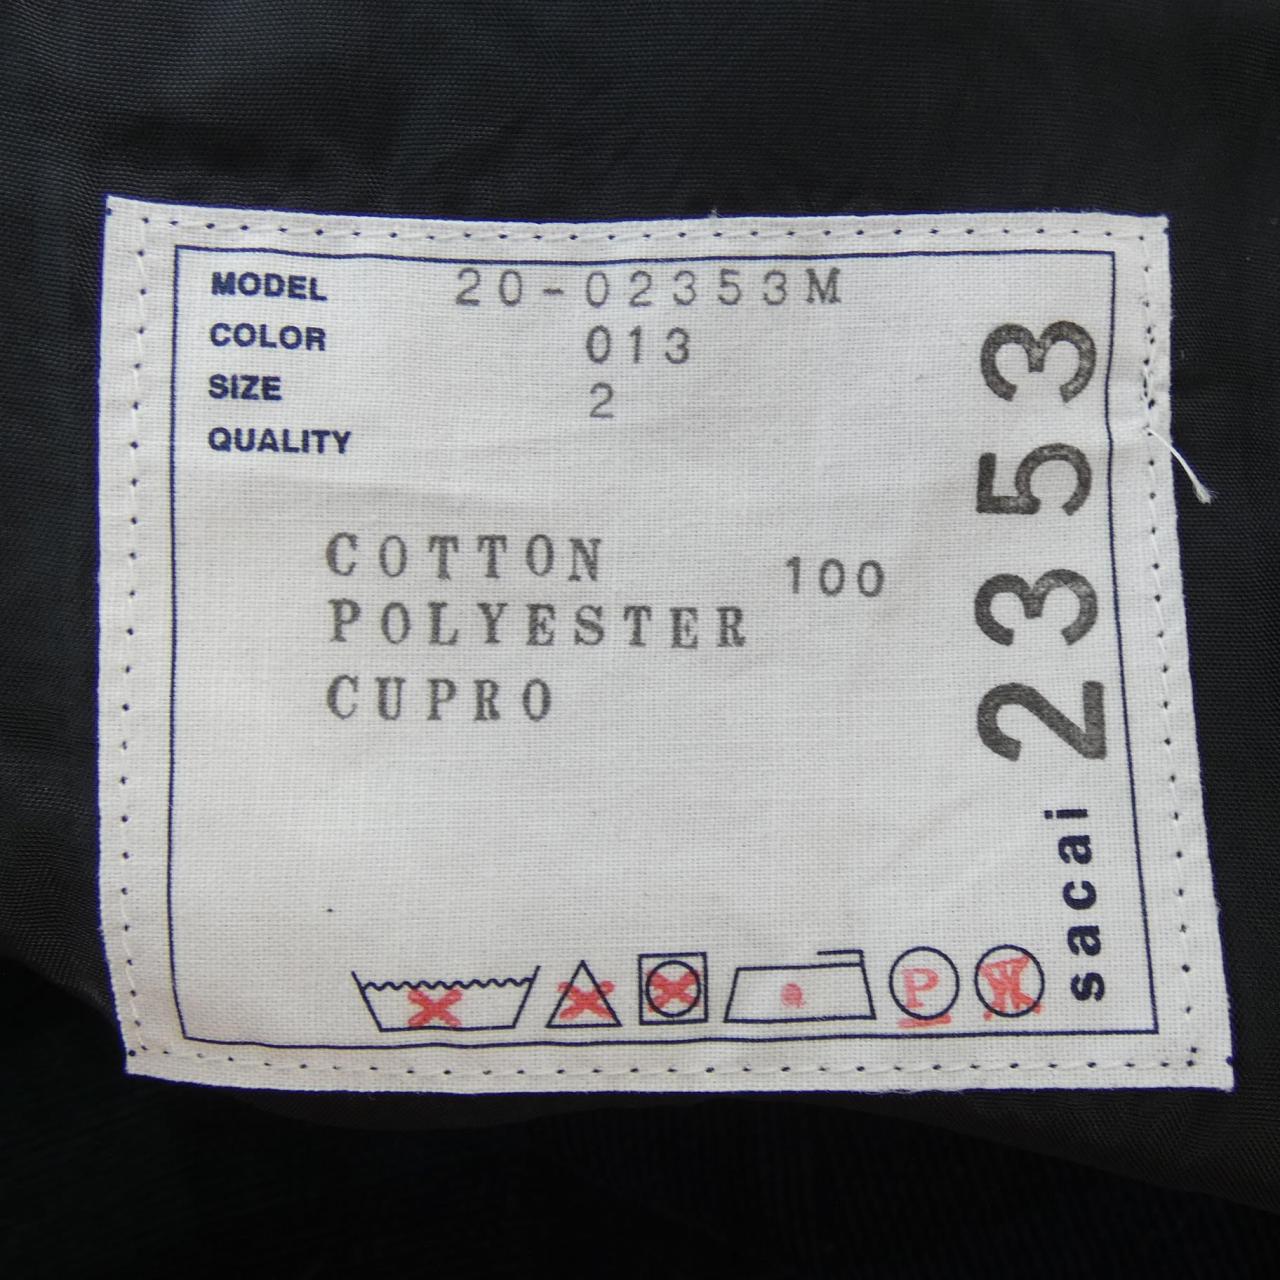 MODEL 20-02353M
COLOR 013
SIZE 2
QUALITY
COTTON 100
POLYESTER
CUPRO
P
W
sacai 2353